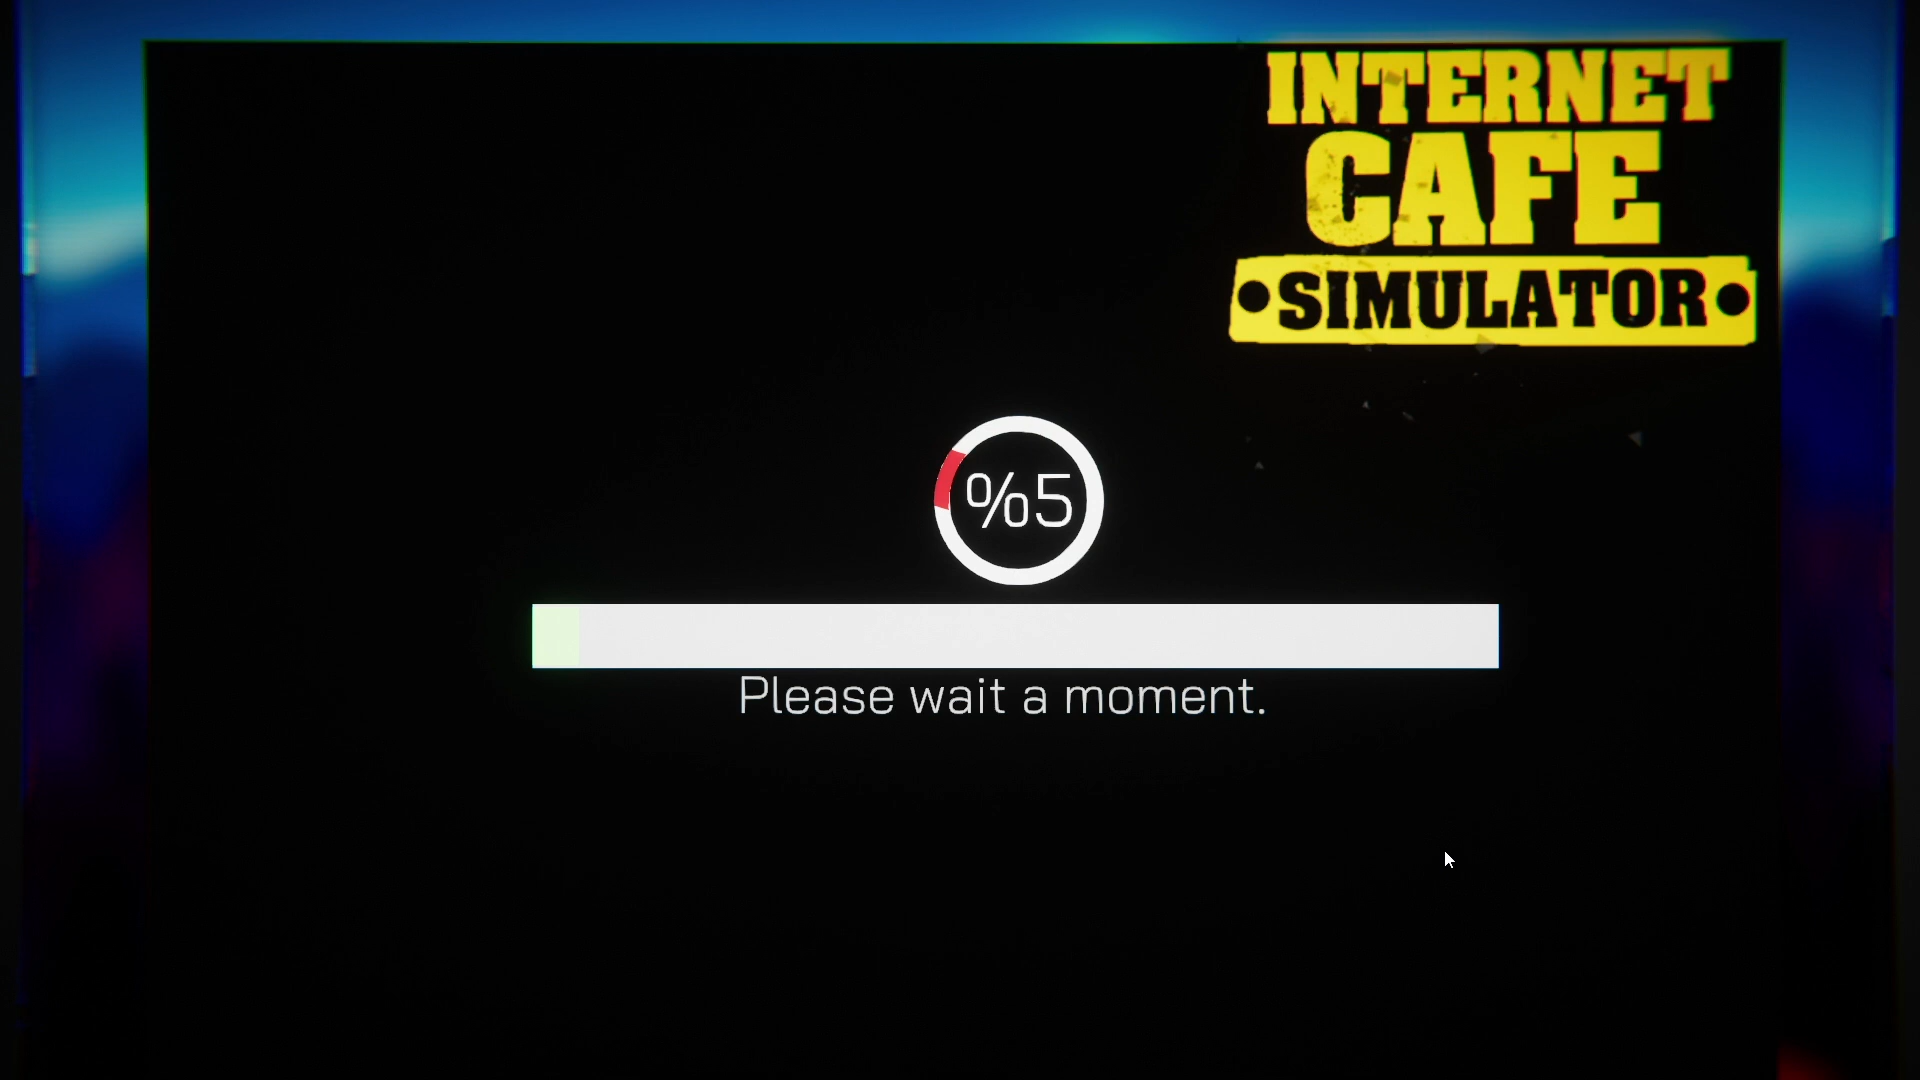 INTERNET
CAFE
SIMULATOR
%5
Please wait a moment.